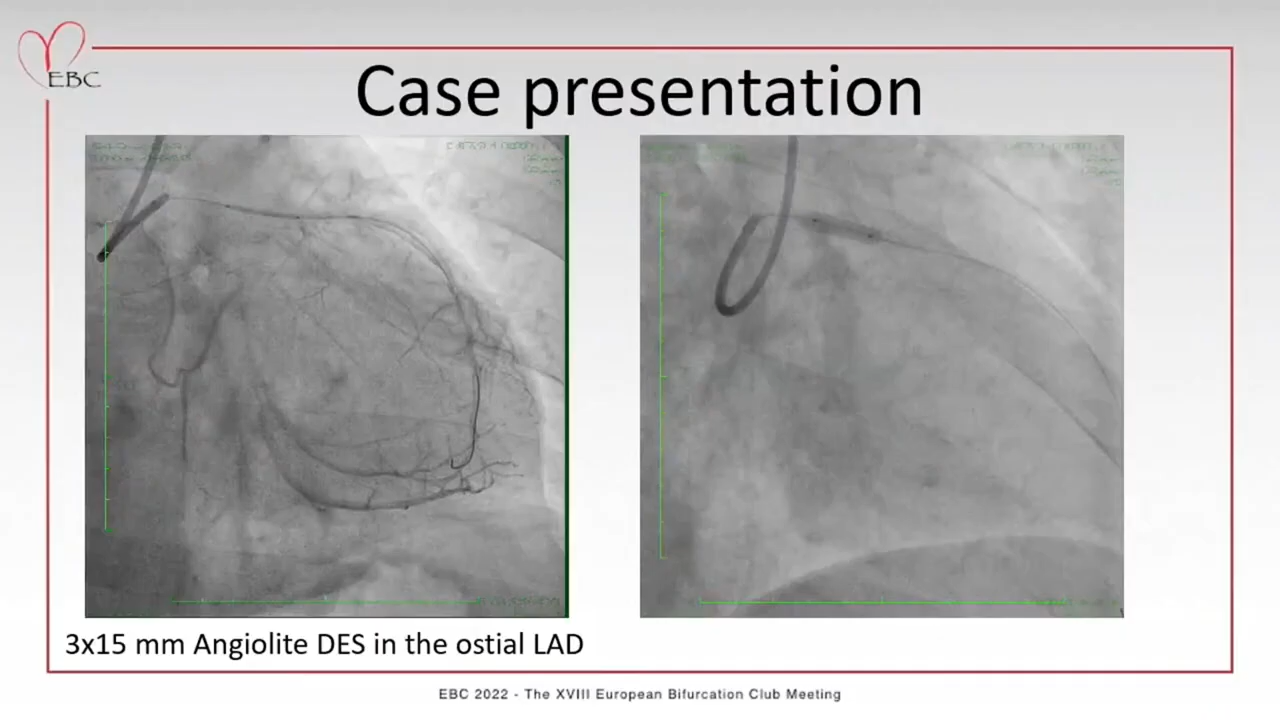 EBC
Case presentation
3x15 mm Angiolite DES in the ostial LAD
EBC 2022 - The XVIII European Bifurcation Club Meeting